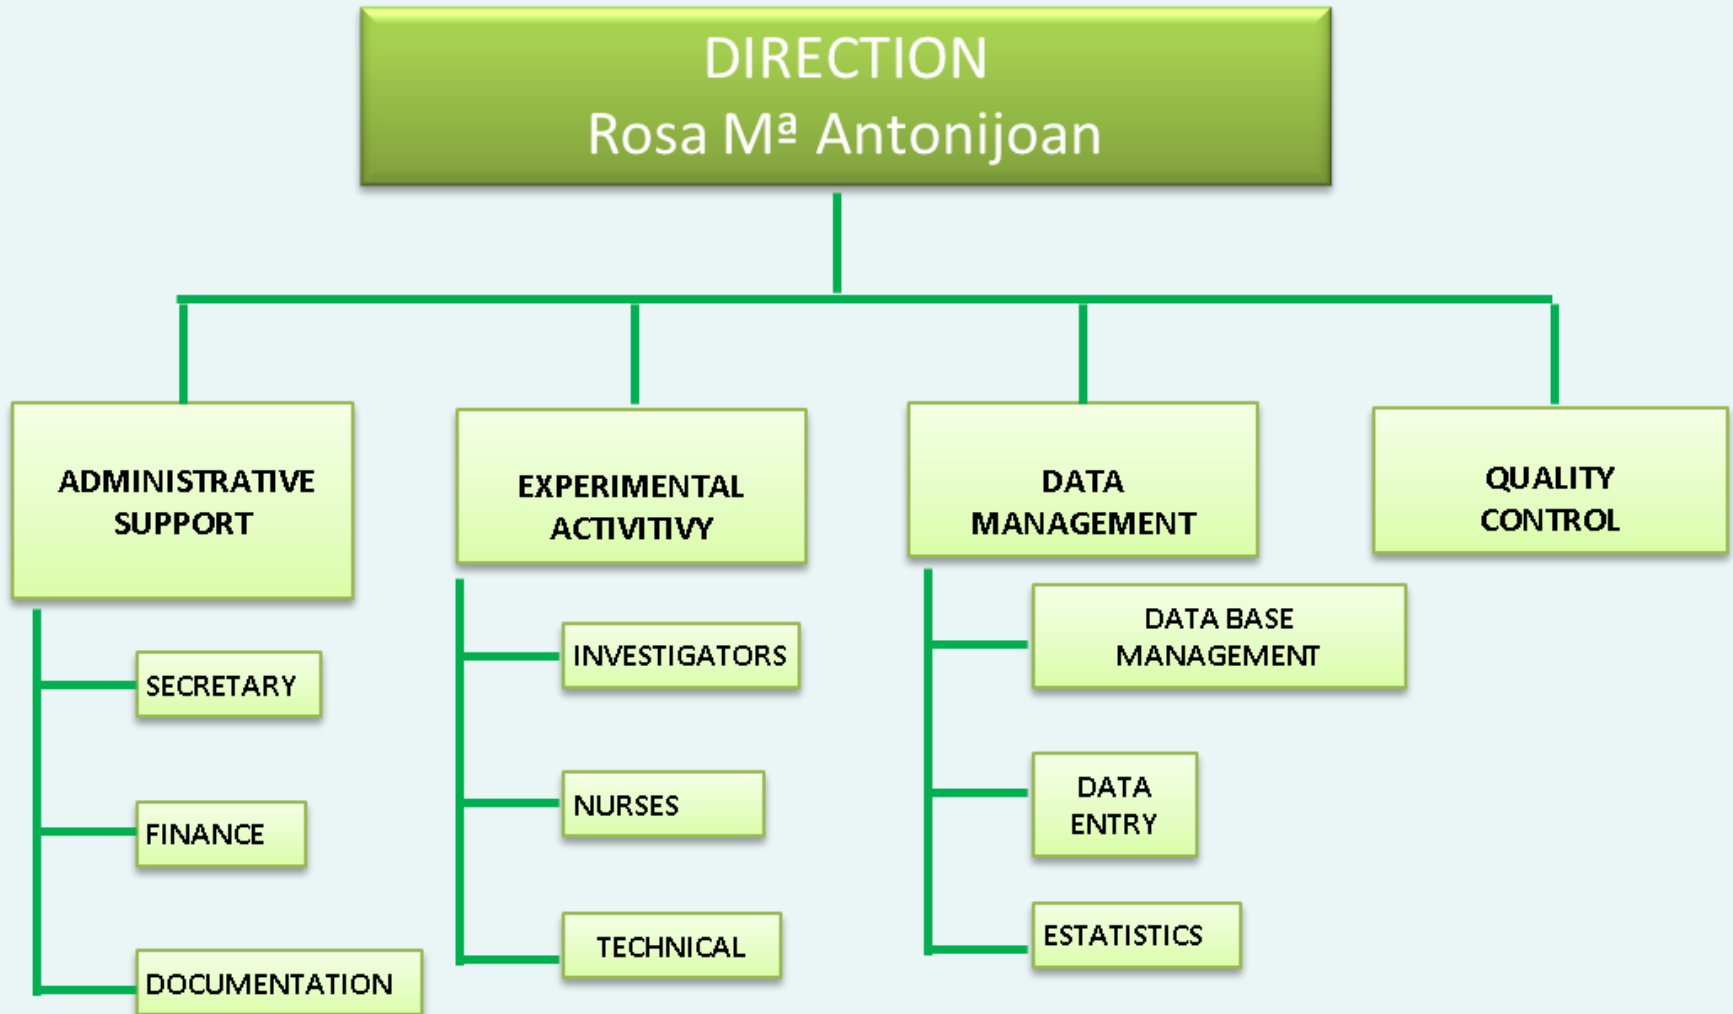 DIRECTION
Rosa Mª Antonijoan
ADMINISTRATIVE
SUPPORT
SECRETARY
FINANCE
DOCUMENTATION
EXPERIMENTAL
ACTIVITIVY
INVESTIGATORS
NURSES
TECHNICAL
DATA
MANAGEMENT
DATA BASE
MANAGEMENT
DATA
ENTRY
ESTATISTICS
QUALITY
CONTROL